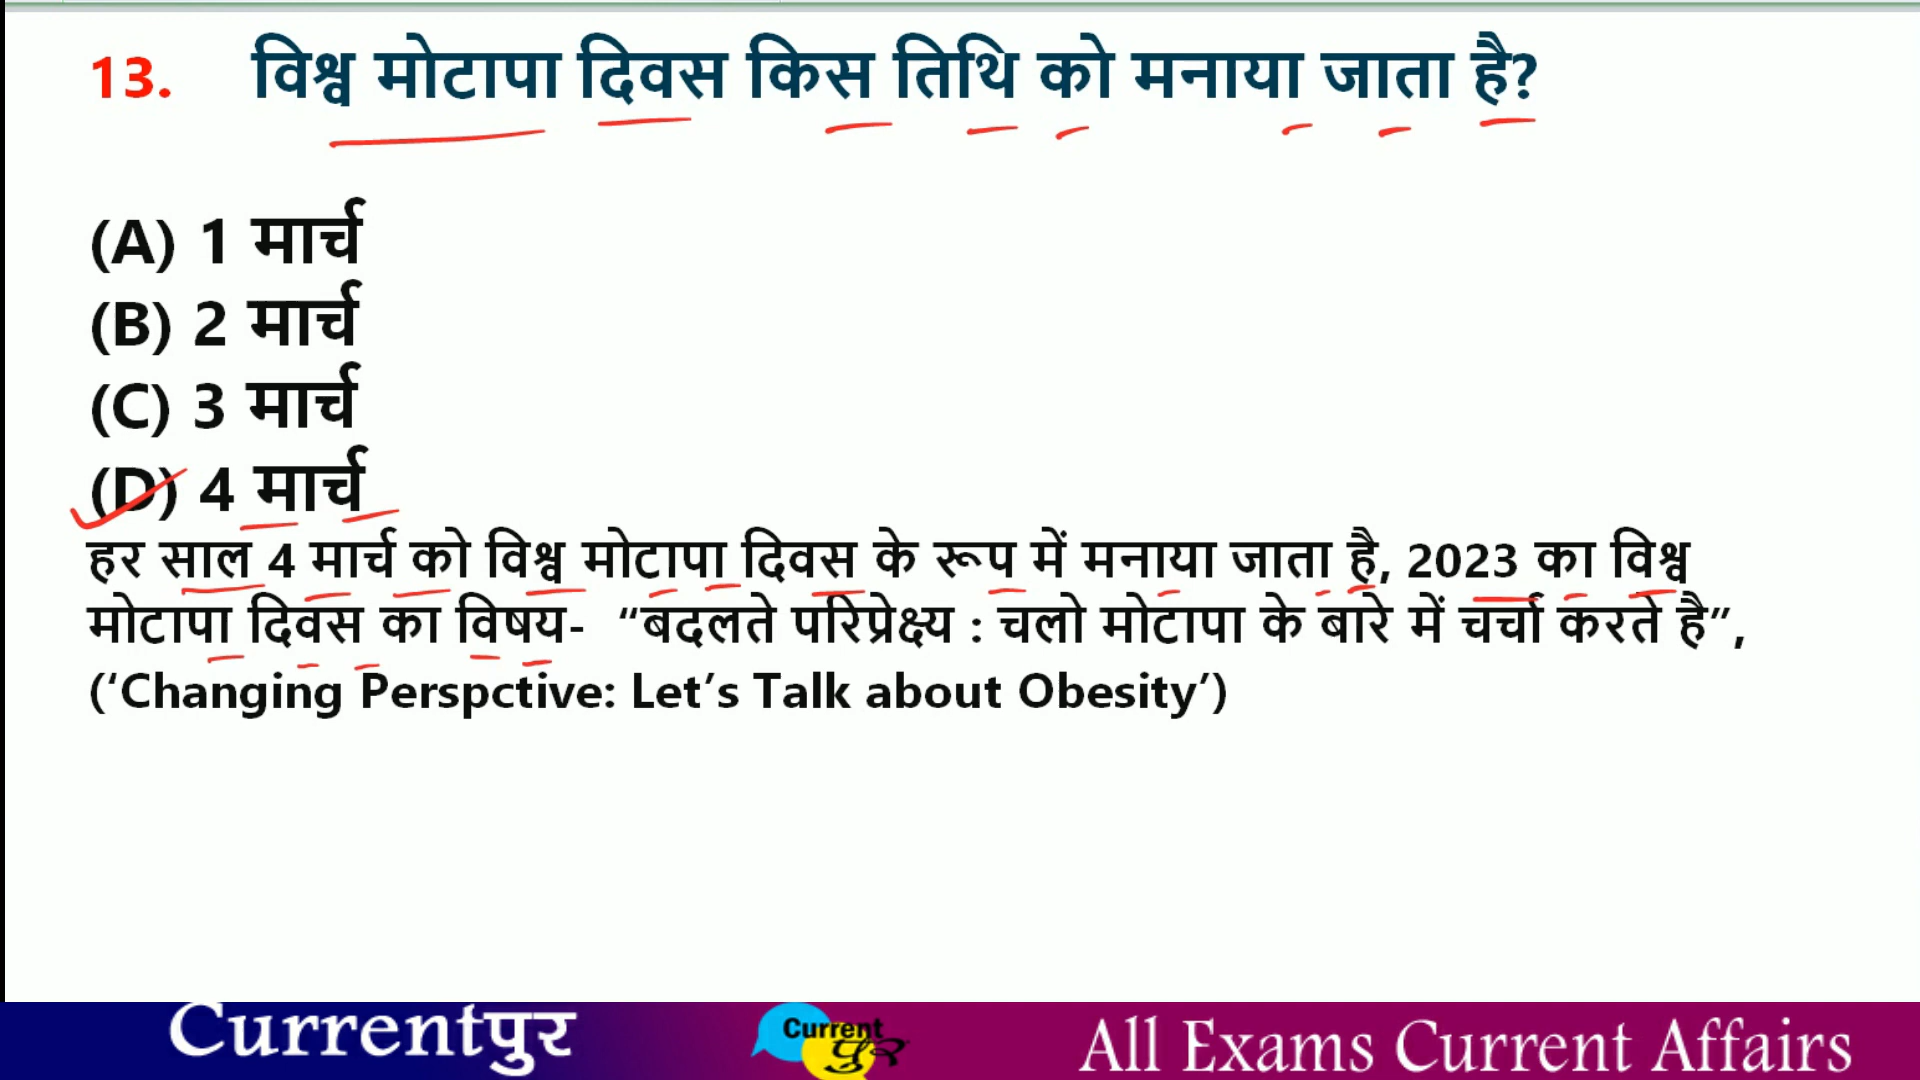 13. विश्व मोटापा दिवस किस तिथि को मनाया जाता है?
(A) 1 मार्च
(B) 2 मार्च
(C) 3 मार्च
(D) 4 मार्च
हर साल 4 मार्च को विश्व मोटापा दिवस के रूप में मनाया जाता है, 2023 का विश्व
मोटापा दिवस का विषय- “बदलते परिप्रेक्ष्य : चलो मोटापा के बारे में चर्चा करते है”,
(‘Changing Perspctive: Let’s Talk about Obesity’)
Currentपुर
Current
पुर
All Exams Current Affairs